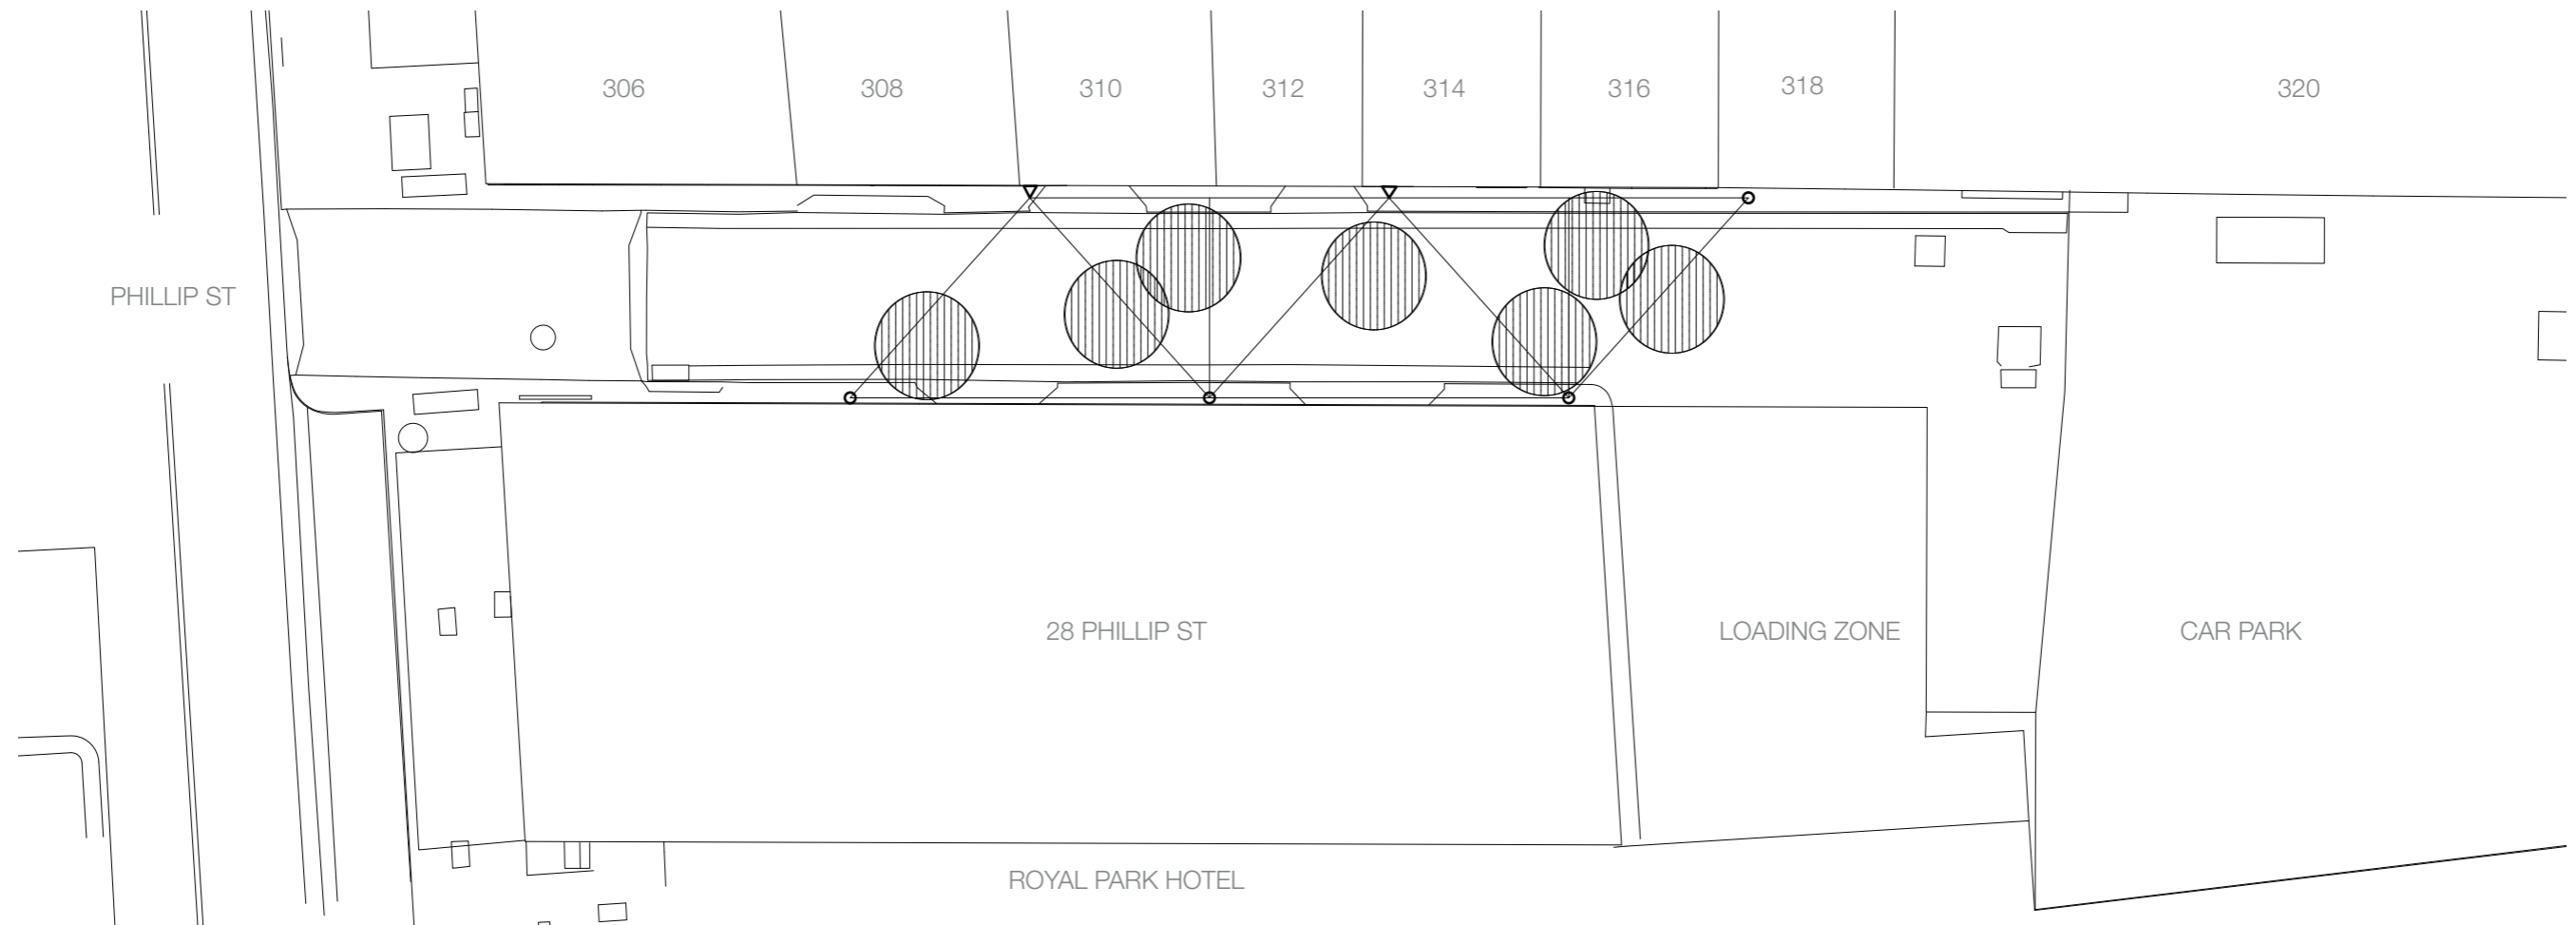 306
308
310
312
314
316
318
320
PHILLIP ST
28 PHILLIP ST
LOADING ZONE
CAR PARK
ROYAL PARK HOTEL